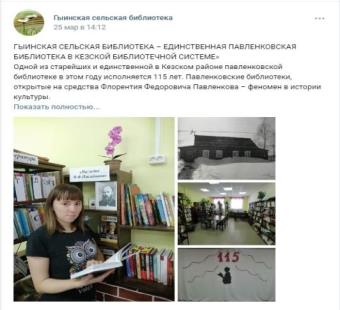 Гыинская сельская библиотека
25 мар в 14:12
ГЫИНСКАЯ СЕЛЬСКАЯ БИБЛИОТЕКА – ЕДИНСТВЕННАЯ ПАВЛЕНКОВСКАЯ
БИБЛИОТЕКА В КЕЗСКОЙ БИБЛИОТЕЧНОЙ СИСТЕМЕ»
Одной из старейших и единственной в Кезском районе павленковской
библиотеке в этом году исполняется 115 лет. Павленковские библиотеки,
открытые на средства Флорентия Федоровича Павленкова – феномен в истории
культуры.
Показать полностью...
115